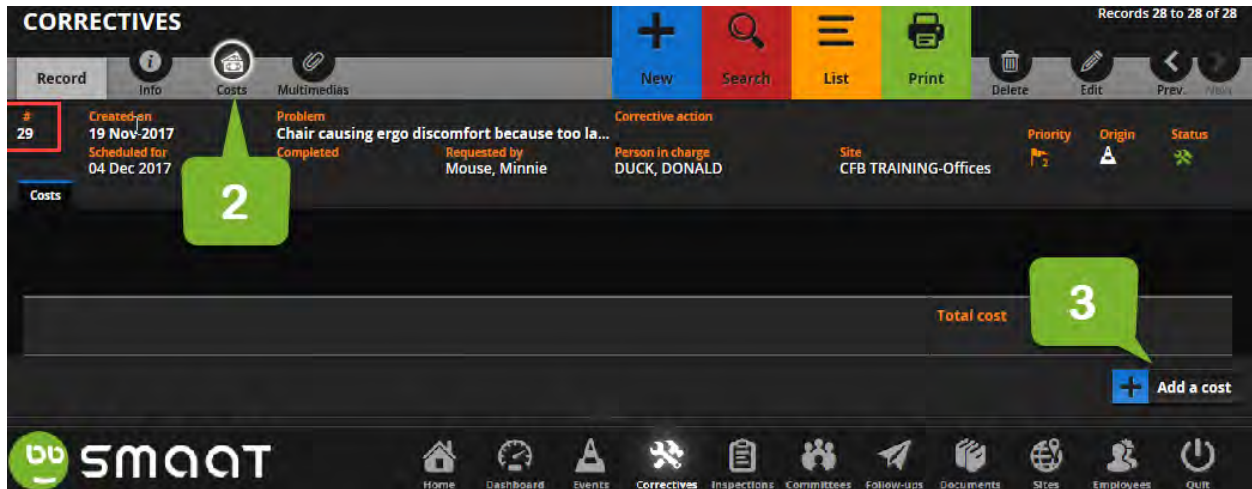 CORRECTIVES
Records 28 to 28 of 28
Record
Info
Costs
Multimedias
New
Search
List
Print
Delete
Edit
Prev.
Next
#
29
Created on
19 Nov 2017
Problem
Chair causing ergo discomfort because too la...
Corrective action
Scheduled for
04 Dec 2017
Completed
Requested by
Mouse, Minnie
Person in charge
DUCK, DONALD
Site
CFB TRAINING-Offices
Priority
2
Origin
Status
Costs
2
3
Total cost
Add a cost
smaat
Home
Dashboard
Events
Correctives
Inspections
Committees
Follow-ups
Documents
Sites
Employees
Quit